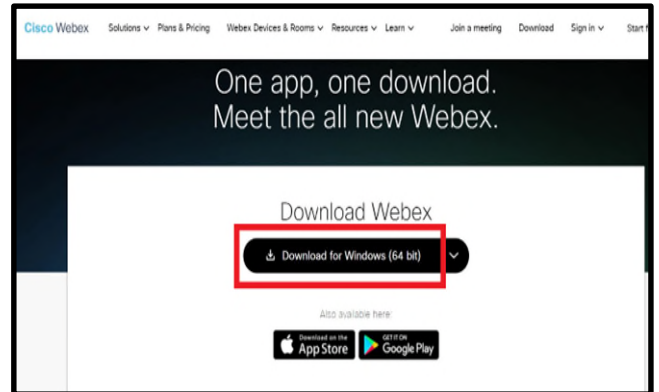 Cisco Webex Solutions Plans & Pricing Webex Devices & Rooms Resources Learn Join a meeting Download Sign in Start f
One app, one download.
Meet the all new Webex.
Download Webex
Download for Windows (64 bit)
Also available here:
Download on the App Store
GET IT ON Google Play